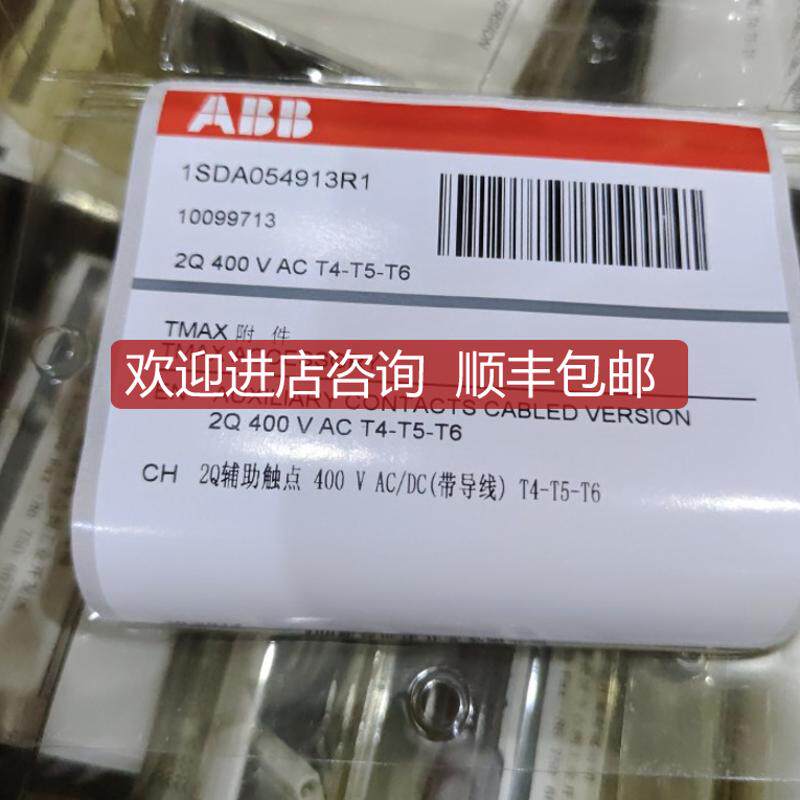 ABB
1SDA054913R1
10099713
2Q 400 V AC T4-T5-T6
TMAX 附 件
欢迎进店咨询 顺丰包邮
EN AUXILIARY CONTACTS CABLED VERSION
2Q 400 V AC T4-T5-T6
CH 2Q辅助触点 400 V AC/DC(带导线) T4-T5-T6